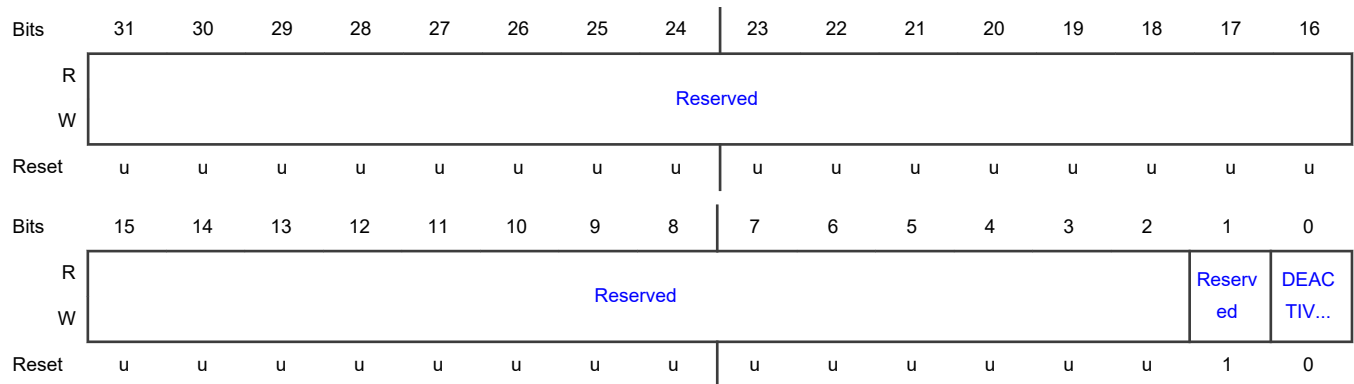 Bits 31 30 29 28 27 26 25 24 23 22 21 20 19 18 17 16
R
Reserved
W
Reset u u u u u u u u u u u u u u u u
Bits 15 14 13 12 11 10 9 8 7 6 5 4 3 2 1 0
R
Reserved Reserv DEAC
ed TIV...
W
Reset u u u u u u u u u u u u u u 1 0